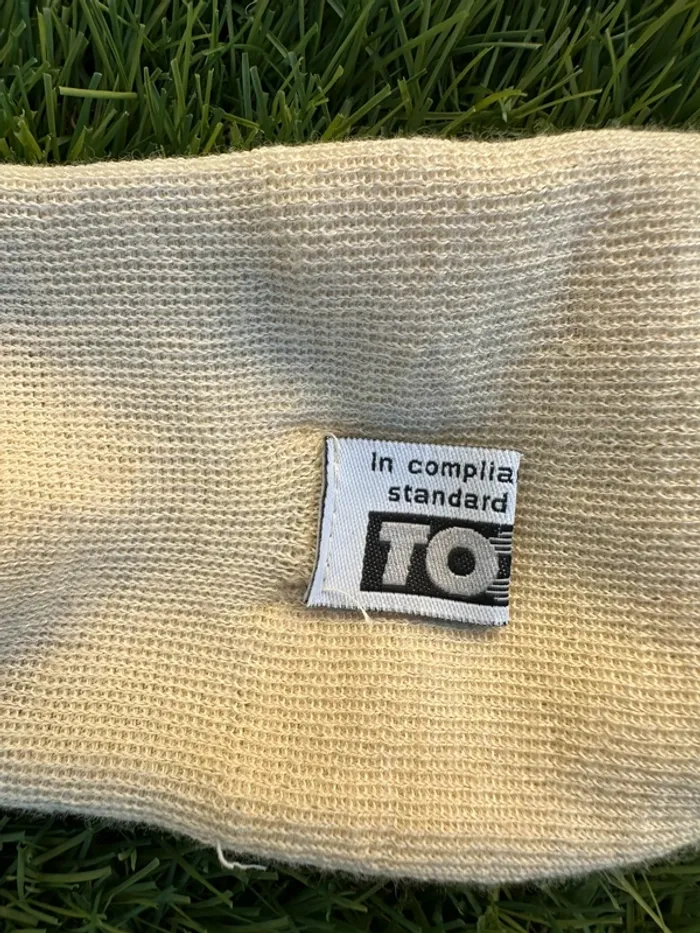 In complia
standard
TO